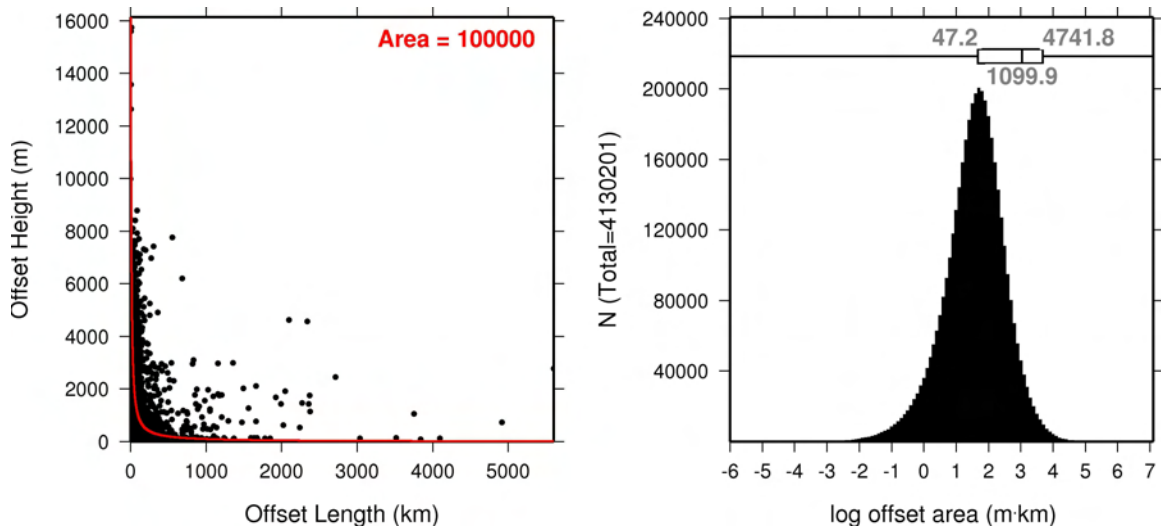 16000
14000
12000
10000
8000
6000
4000
2000
0
Offset Height (m)
Area = 100000
0 1000 2000 3000 4000 5000
Offset Length (km)
240000
200000
160000
120000
80000
40000
N (Total=4130201)
47.2 4741.8
1099.9
-6 -5 -4 -3 -2 -1 0 1 2 3 4 5 6 7
log offset area (m·km)